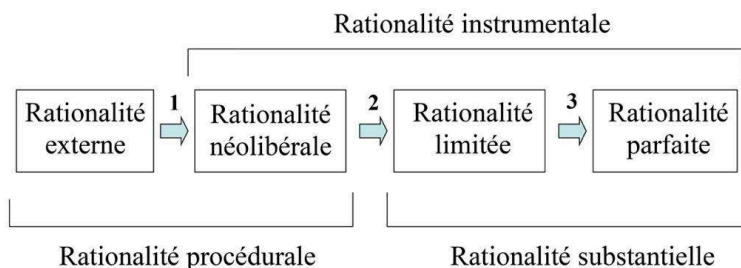 Rationalité instrumentale
1
2
3
Rationalité
externe
Rationalité
néolibérale
Rationalité
limitée
Rationalité
parfaite
Rationalité procédurale
Rationalité substantielle